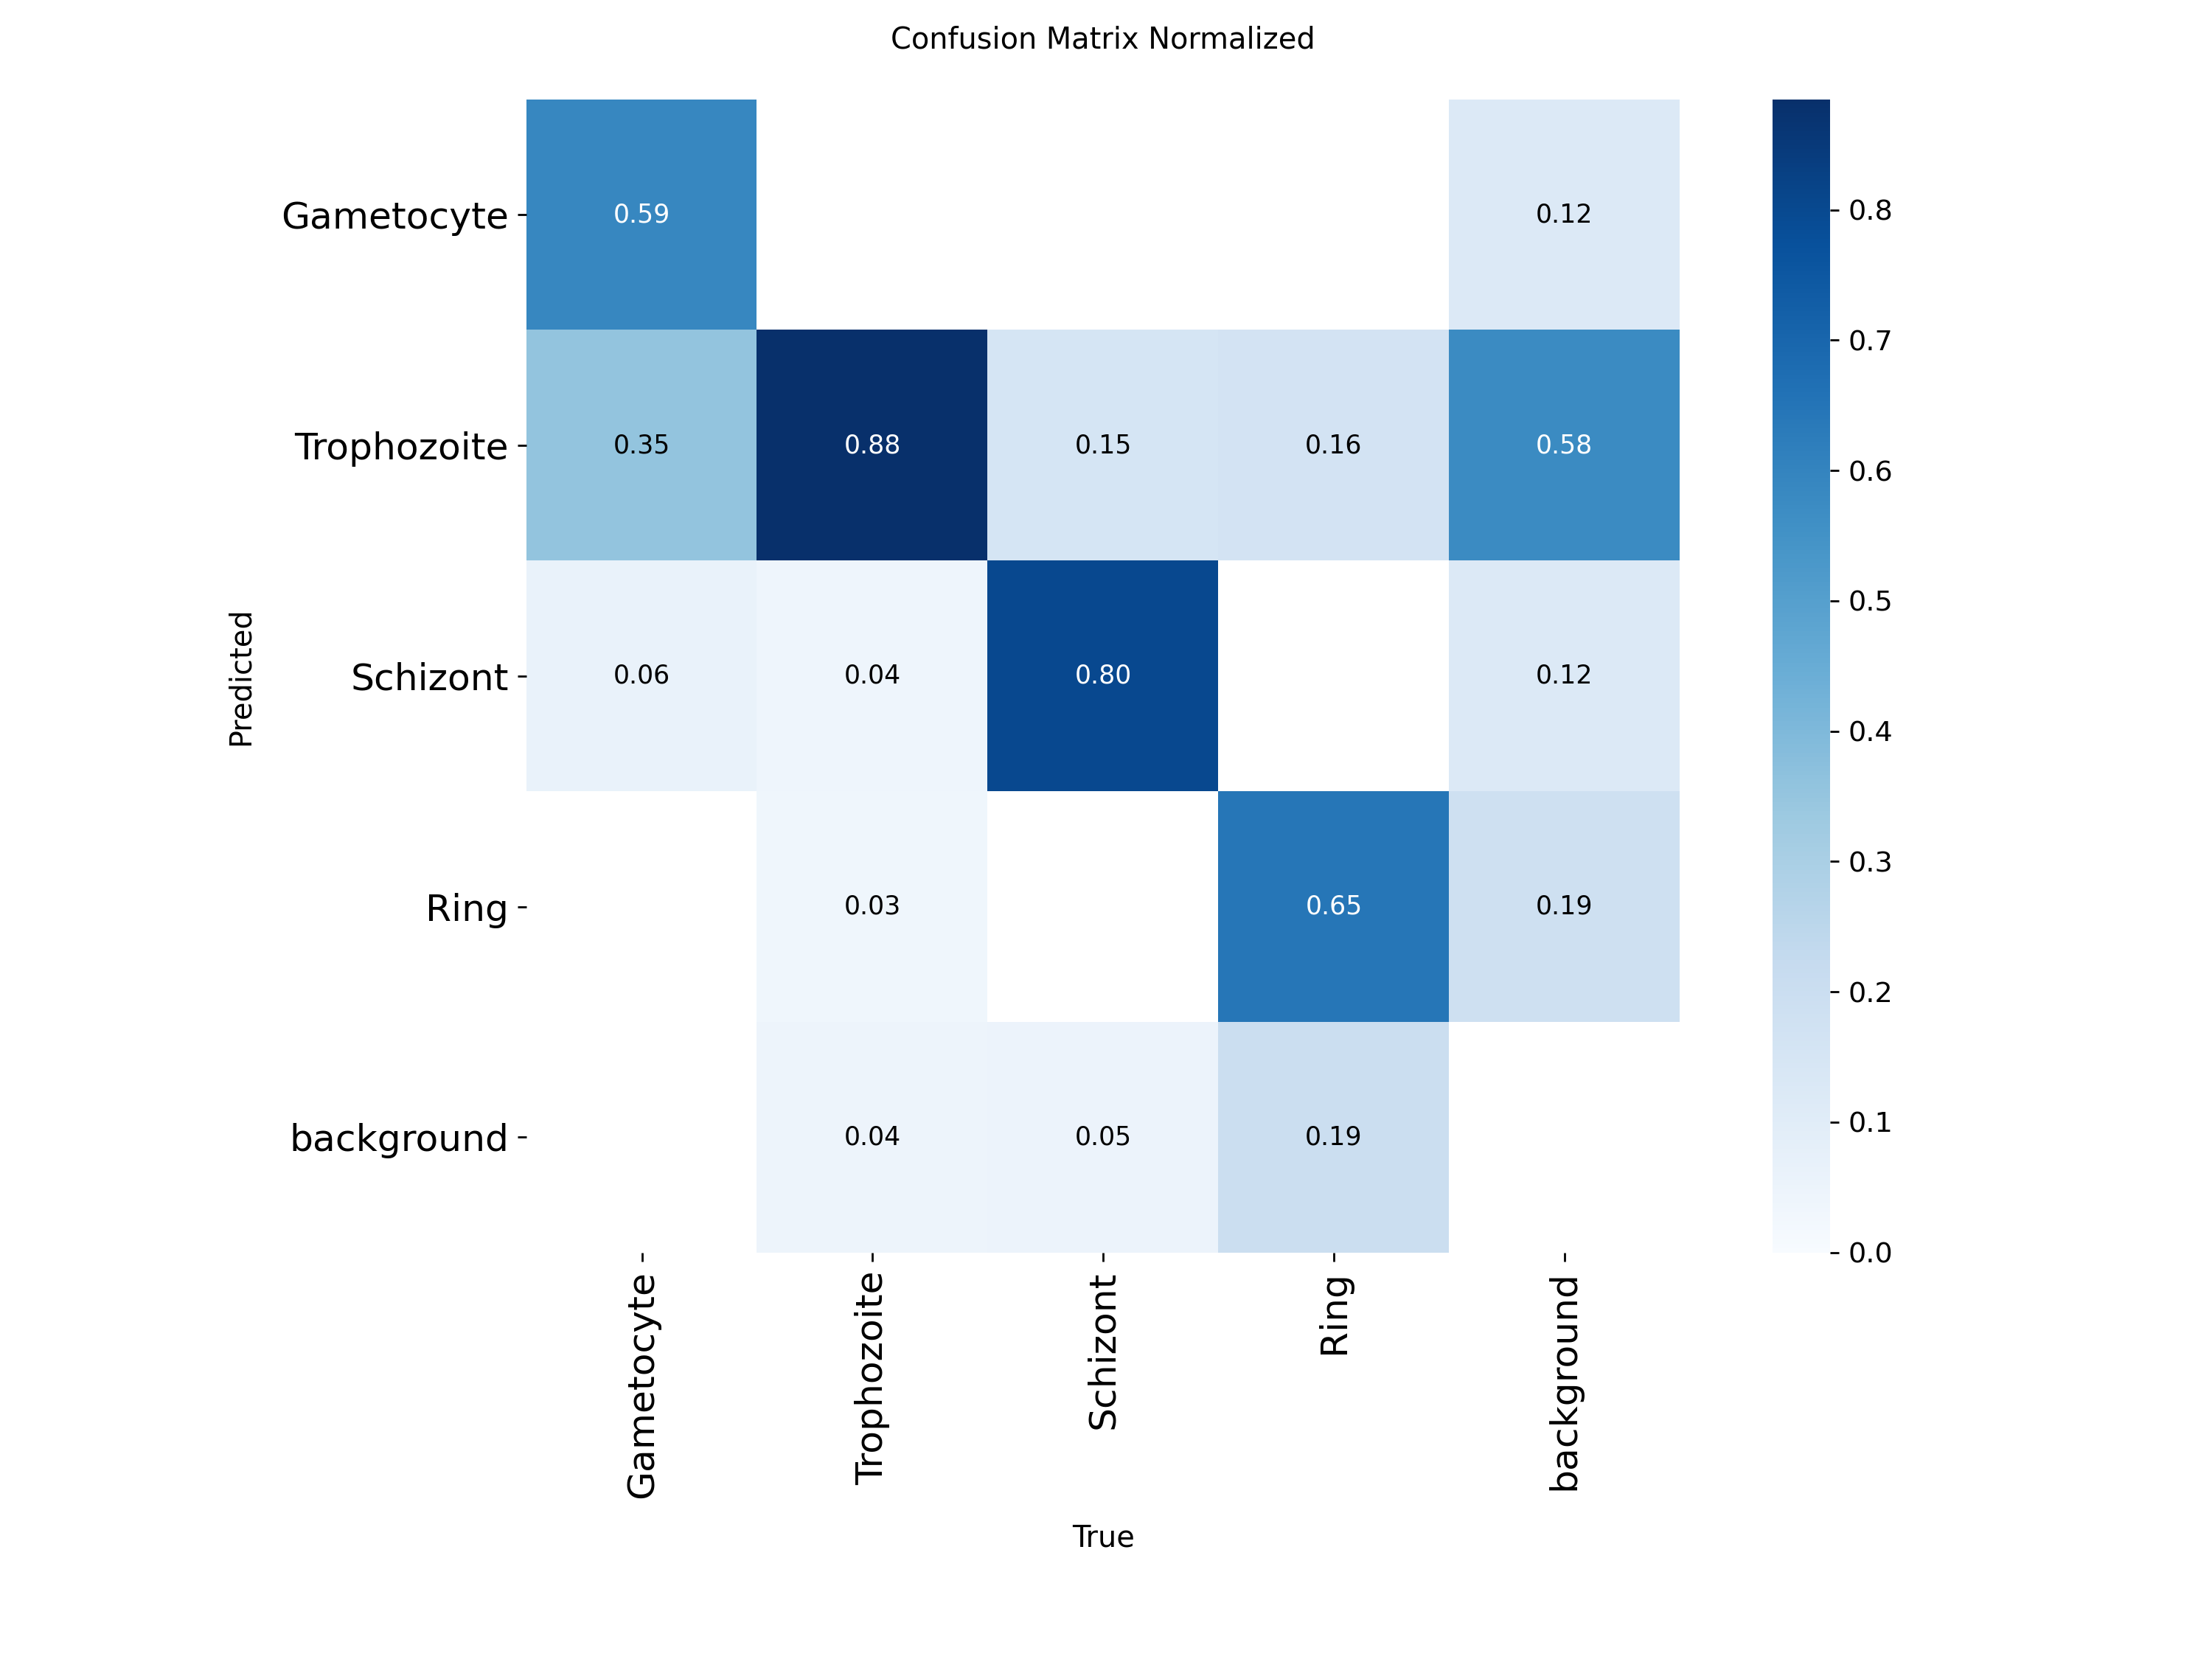 Confusion Matrix Normalized
Gametocyte
0.59
0.12
Trophozoite
0.35
0.88
0.15
0.16
0.58
Schizont
0.06
0.04
0.80
0.12
Ring
0.03
0.65
0.19
background
0.04
0.05
0.19
Predicted
Gametocyte
Trophozoite
Schizont
Ring
background
True
0.8
0.7
0.6
0.5
0.4
0.3
0.2
0.1
0.0